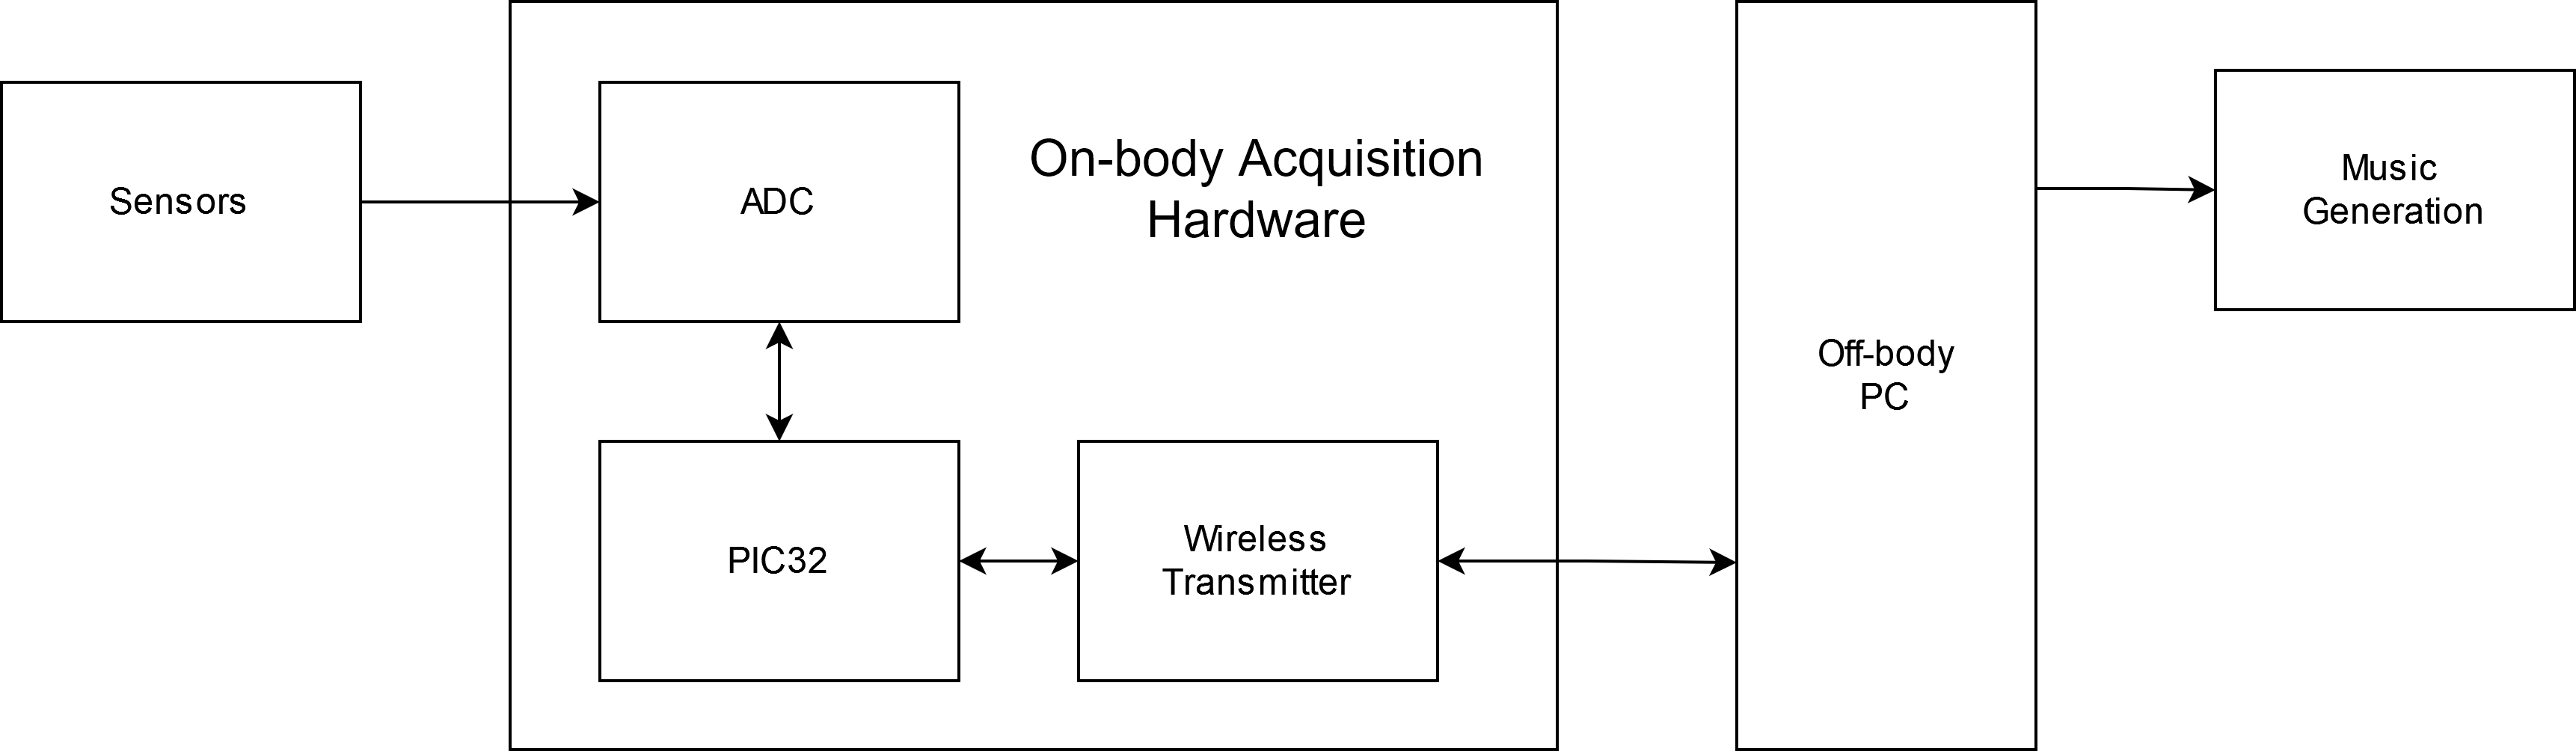 Sensors
ADC
On-body Acquisition
Hardware
PIC32
Wireless
Transmitter
Off-body
PC
Music
Generation